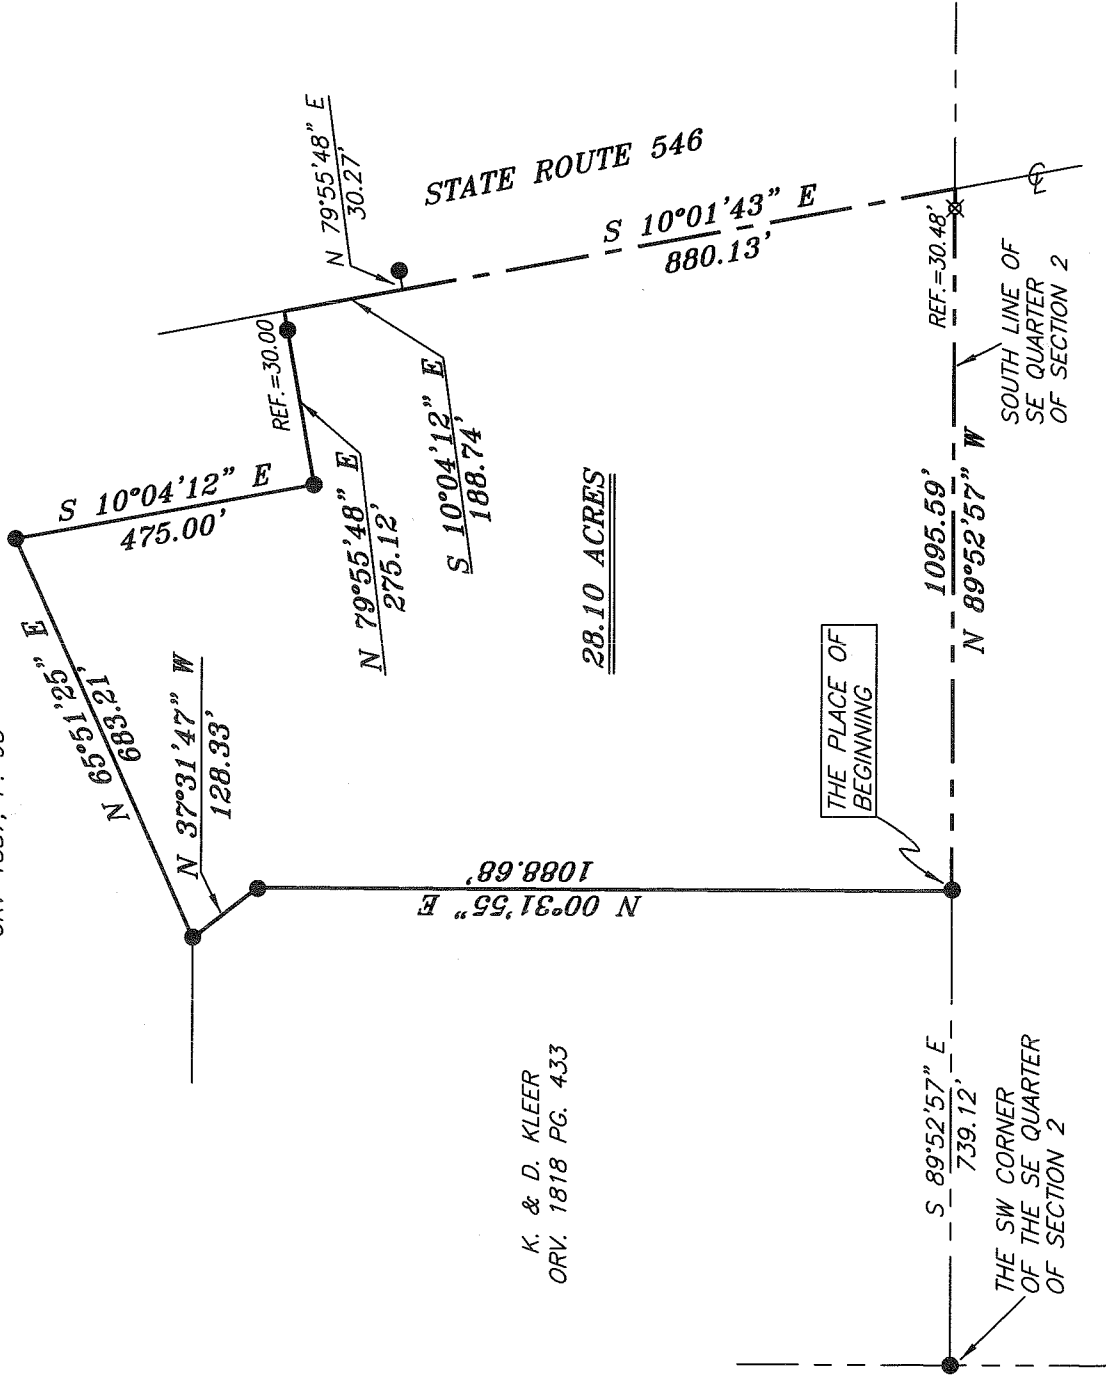 N 65°51'25" E
683.21'
N 37°31'47" W
128.33'
S 10°04'12" E
475.00'
REF.=30.00
N 79°55'48" E
275.12'
N 79°55'48" E
30.27'
S 10°04'12" E
188.74'
STATE ROUTE 546
S 10°01'43" E
880.13'
28.10 ACRES
N 00°31'55" E
1088.68'
THE PLACE OF
BEGINNING
1095.59'
N 89°52'57" W
REF.=30.48'
SOUTH LINE OF
SE QUARTER
OF SECTION 2
K. & D. KLEER
ORV. 1818 PG. 433
S 89°52'57" E
739.12'
THE SW CORNER
OF THE SE QUARTER
OF SECTION 2